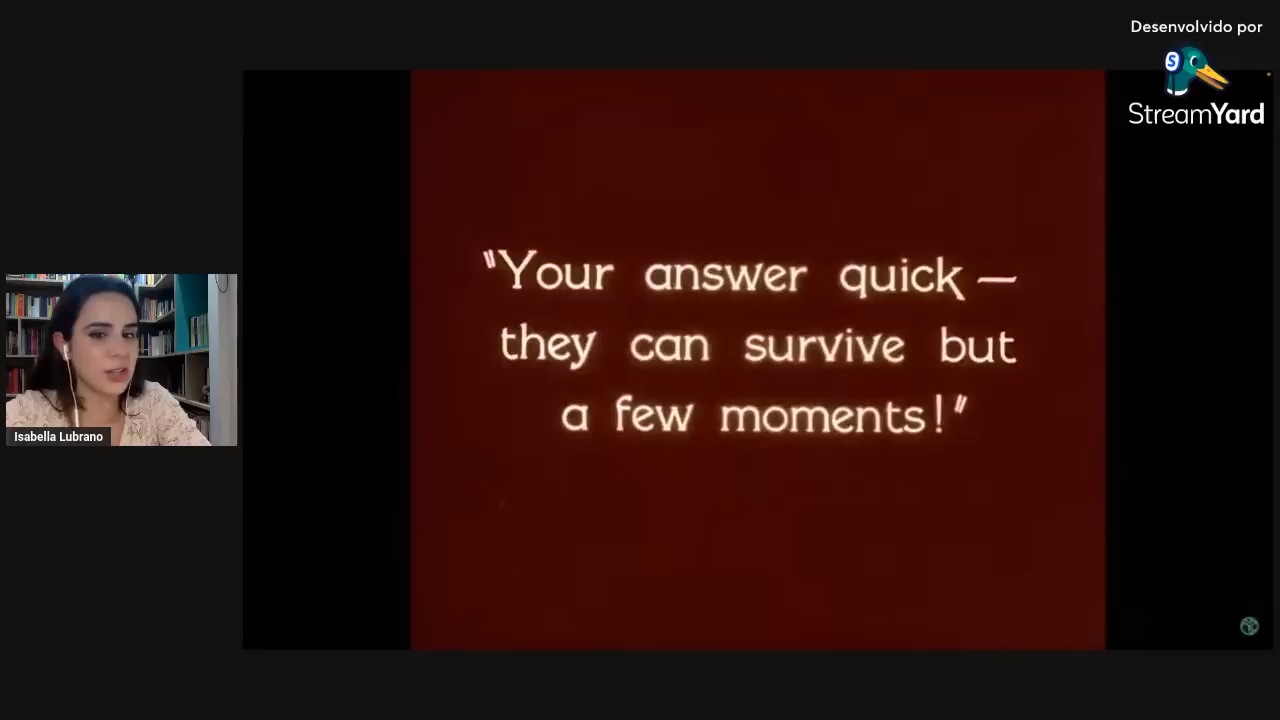 Desenvolvido por
S
StreamYard
"Your answer quick —
they can survive but
a few moments!"
Isabella Lubrano